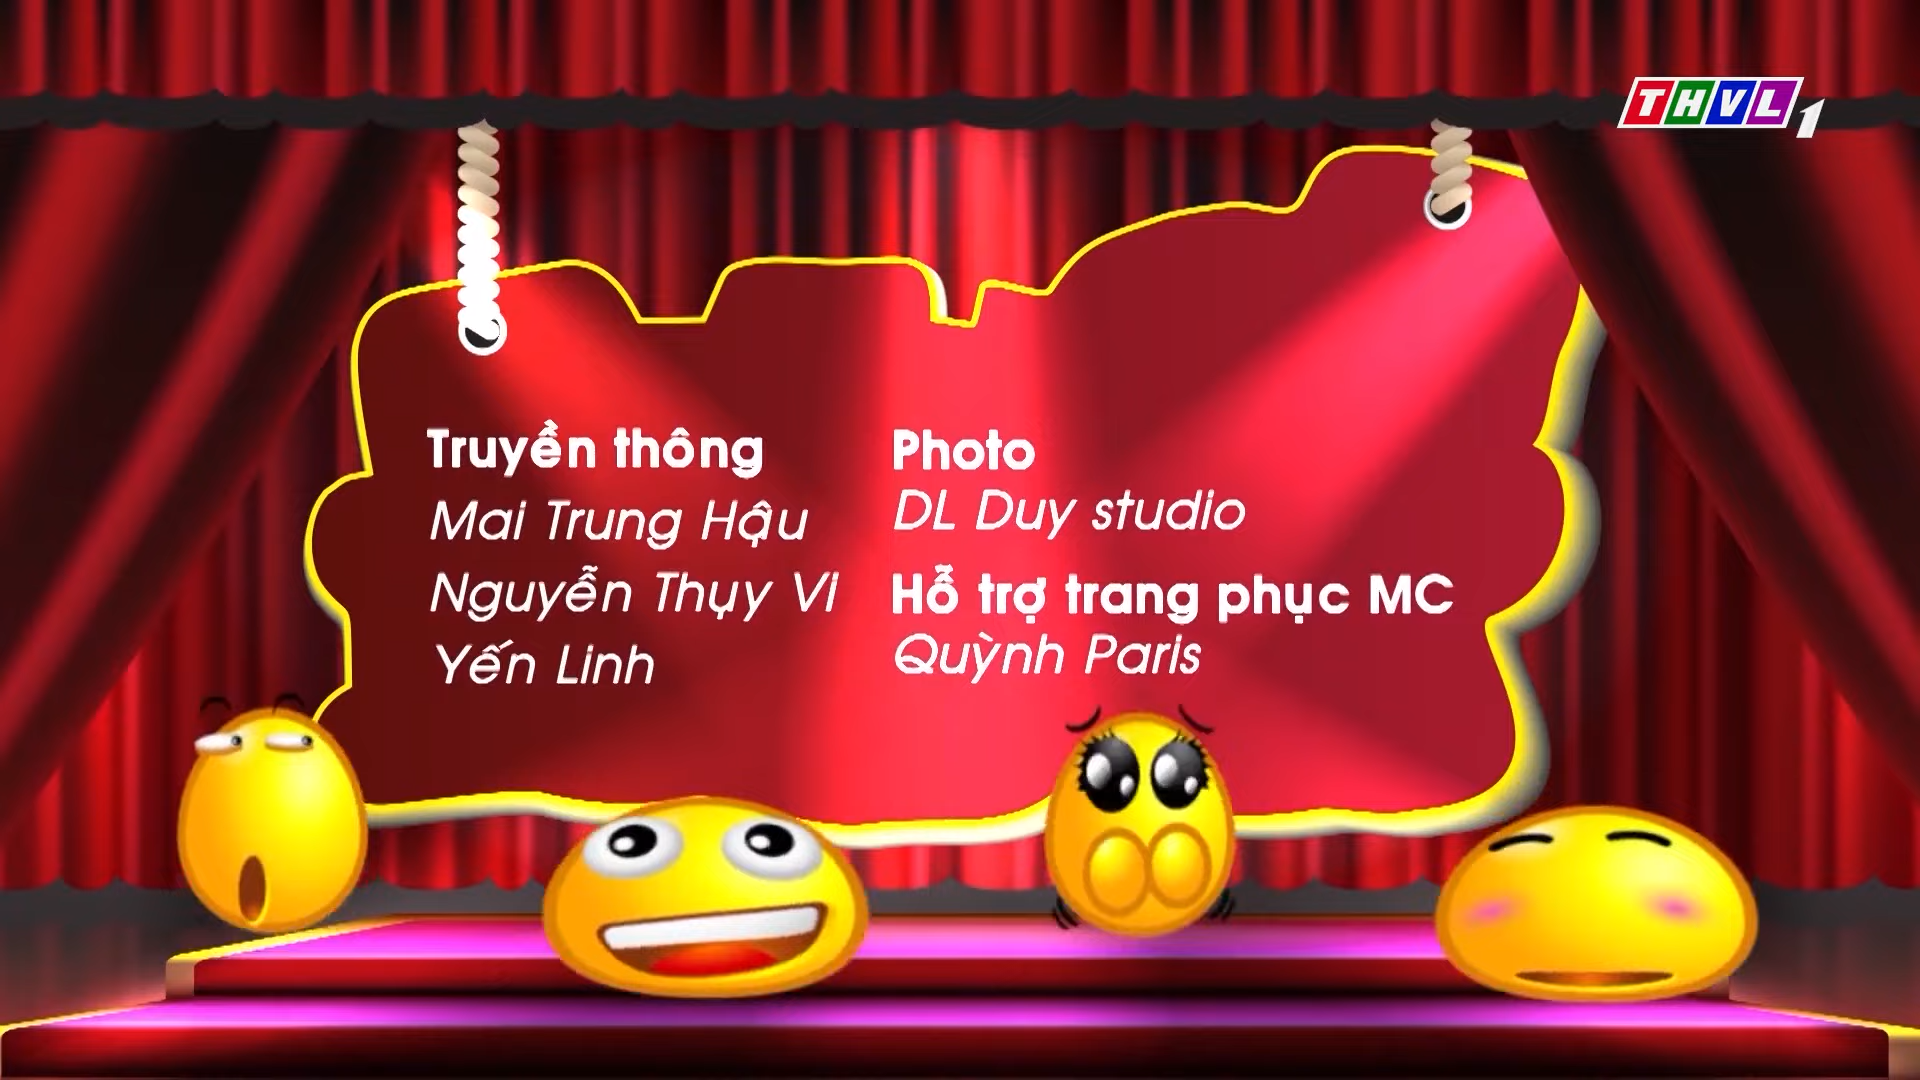 THVL1
Truyền thông
Mai Trung Hậu
Nguyễn Thụy Vi
Yến Linh
Photo
DL Duy studio
Hỗ trợ trang phục MC
Quỳnh Paris